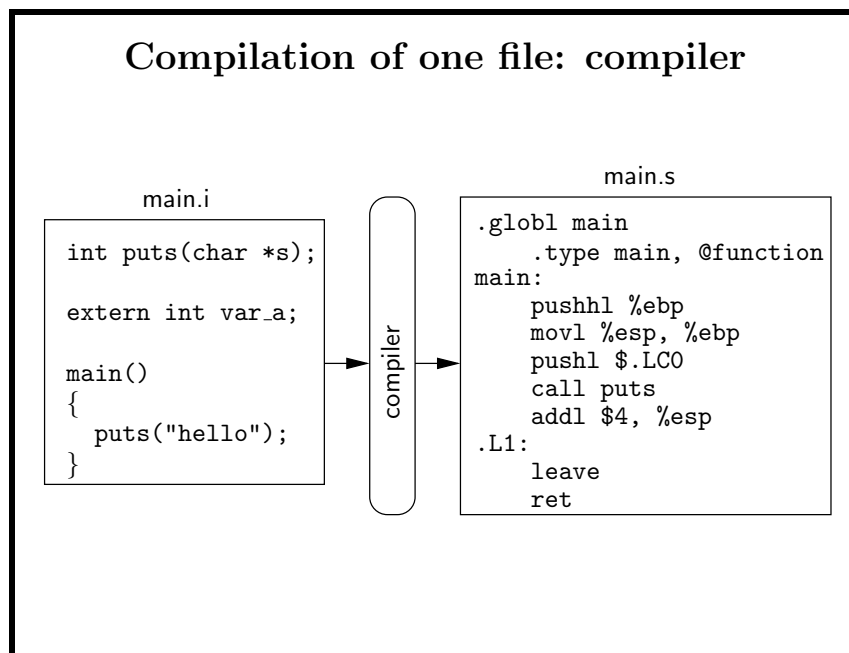 Compilation of one file: compiler
main.i
int puts(char *s);
extern int var_a;
main()
{
  puts("hello");
}
compiler
main.s
.globl main
    .type main, @function
main:
    pushhl %ebp
    movl %esp, %ebp
    pushl $.LC0
    call puts
    addl $4, %esp
.L1:
    leave
    ret